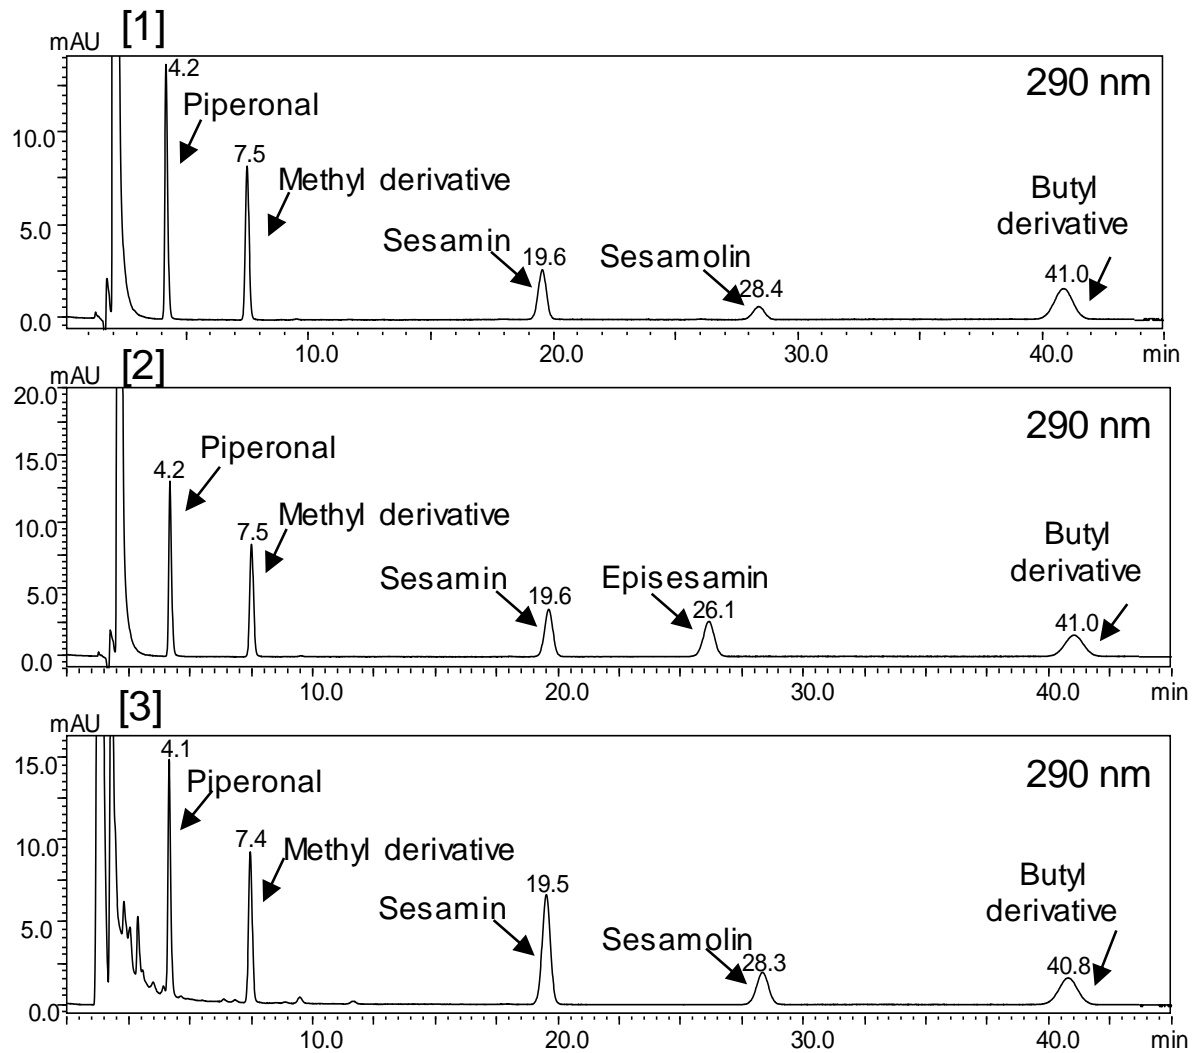 [1]
mAU
290 nm
4.2
Piperonal
10.0
7.5
Methyl derivative
Butyl
derivative
5.0
Sesamin
19.6
Sesamolin
28.4
41.0
0.0
10.0 20.0 30.0 40.0 min
[2]
mAU
20.0
290 nm
Piperonal
15.0
4.2
Methyl derivative
10.0
7.5
Butyl
derivative
5.0
Sesamin
19.6
Episesamin
26.1
41.0
0.0
10.0 20.0 30.0 40.0 min
[3]
mAU
4.1
15.0
290 nm
Piperonal
10.0
7.4
Methyl derivative
Butyl
derivative
19.5
Sesamin
5.0
Sesamolin
28.3
40.8
0.0
10.0 20.0 30.0 40.0 min